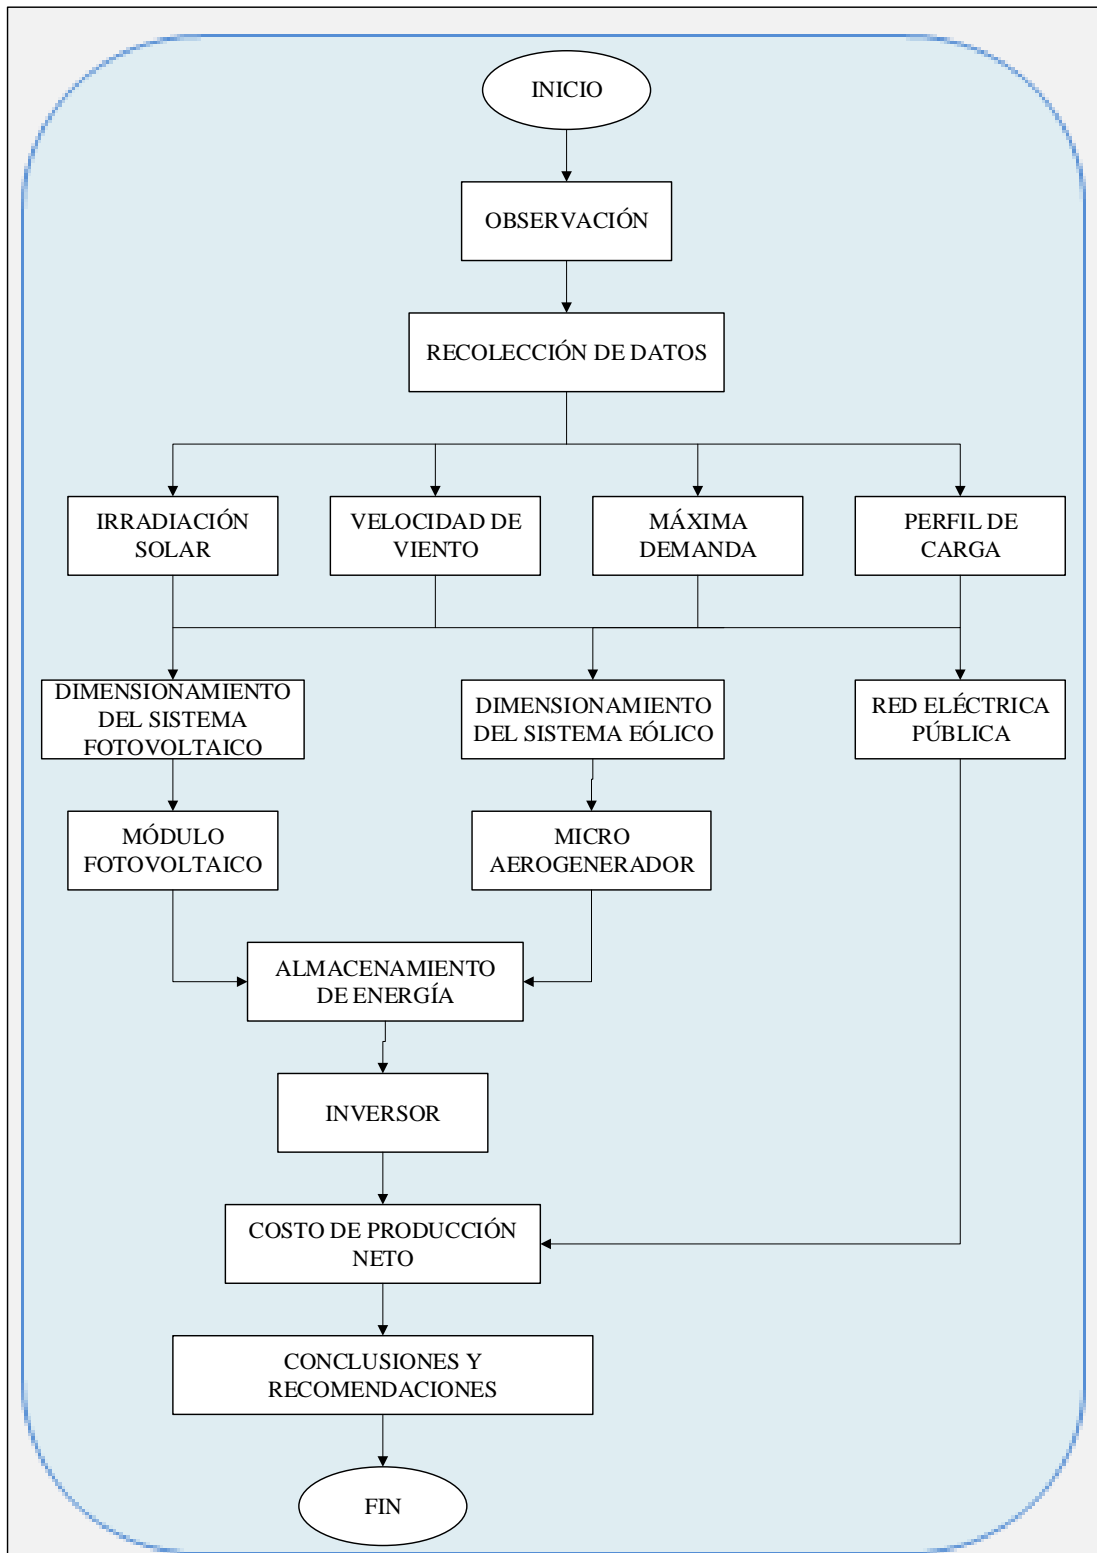 INICIO
OBSERVACIÓN
RECOLECCIÓN DE DATOS
IRRADIACIÓN
SOLAR
VELOCIDAD DE
VIENTO
MÁXIMA
DEMANDA
PERFIL DE
CARGA
DIMENSIONAMIENTO
DEL SISTEMA
FOTOVOLTAICO
DIMENSIONAMIENTO
DEL SISTEMA EÓLICO
RED ELÉCTRICA
PÚBLICA
MÓDULO
FOTOVOLTAICO
MICRO
AEROGENERADOR
ALMACENAMIENTO
DE ENERGÍA
INVERSOR
COSTO DE PRODUCCIÓN
NETO
CONCLUSIONES Y
RECOMENDACIONES
FIN